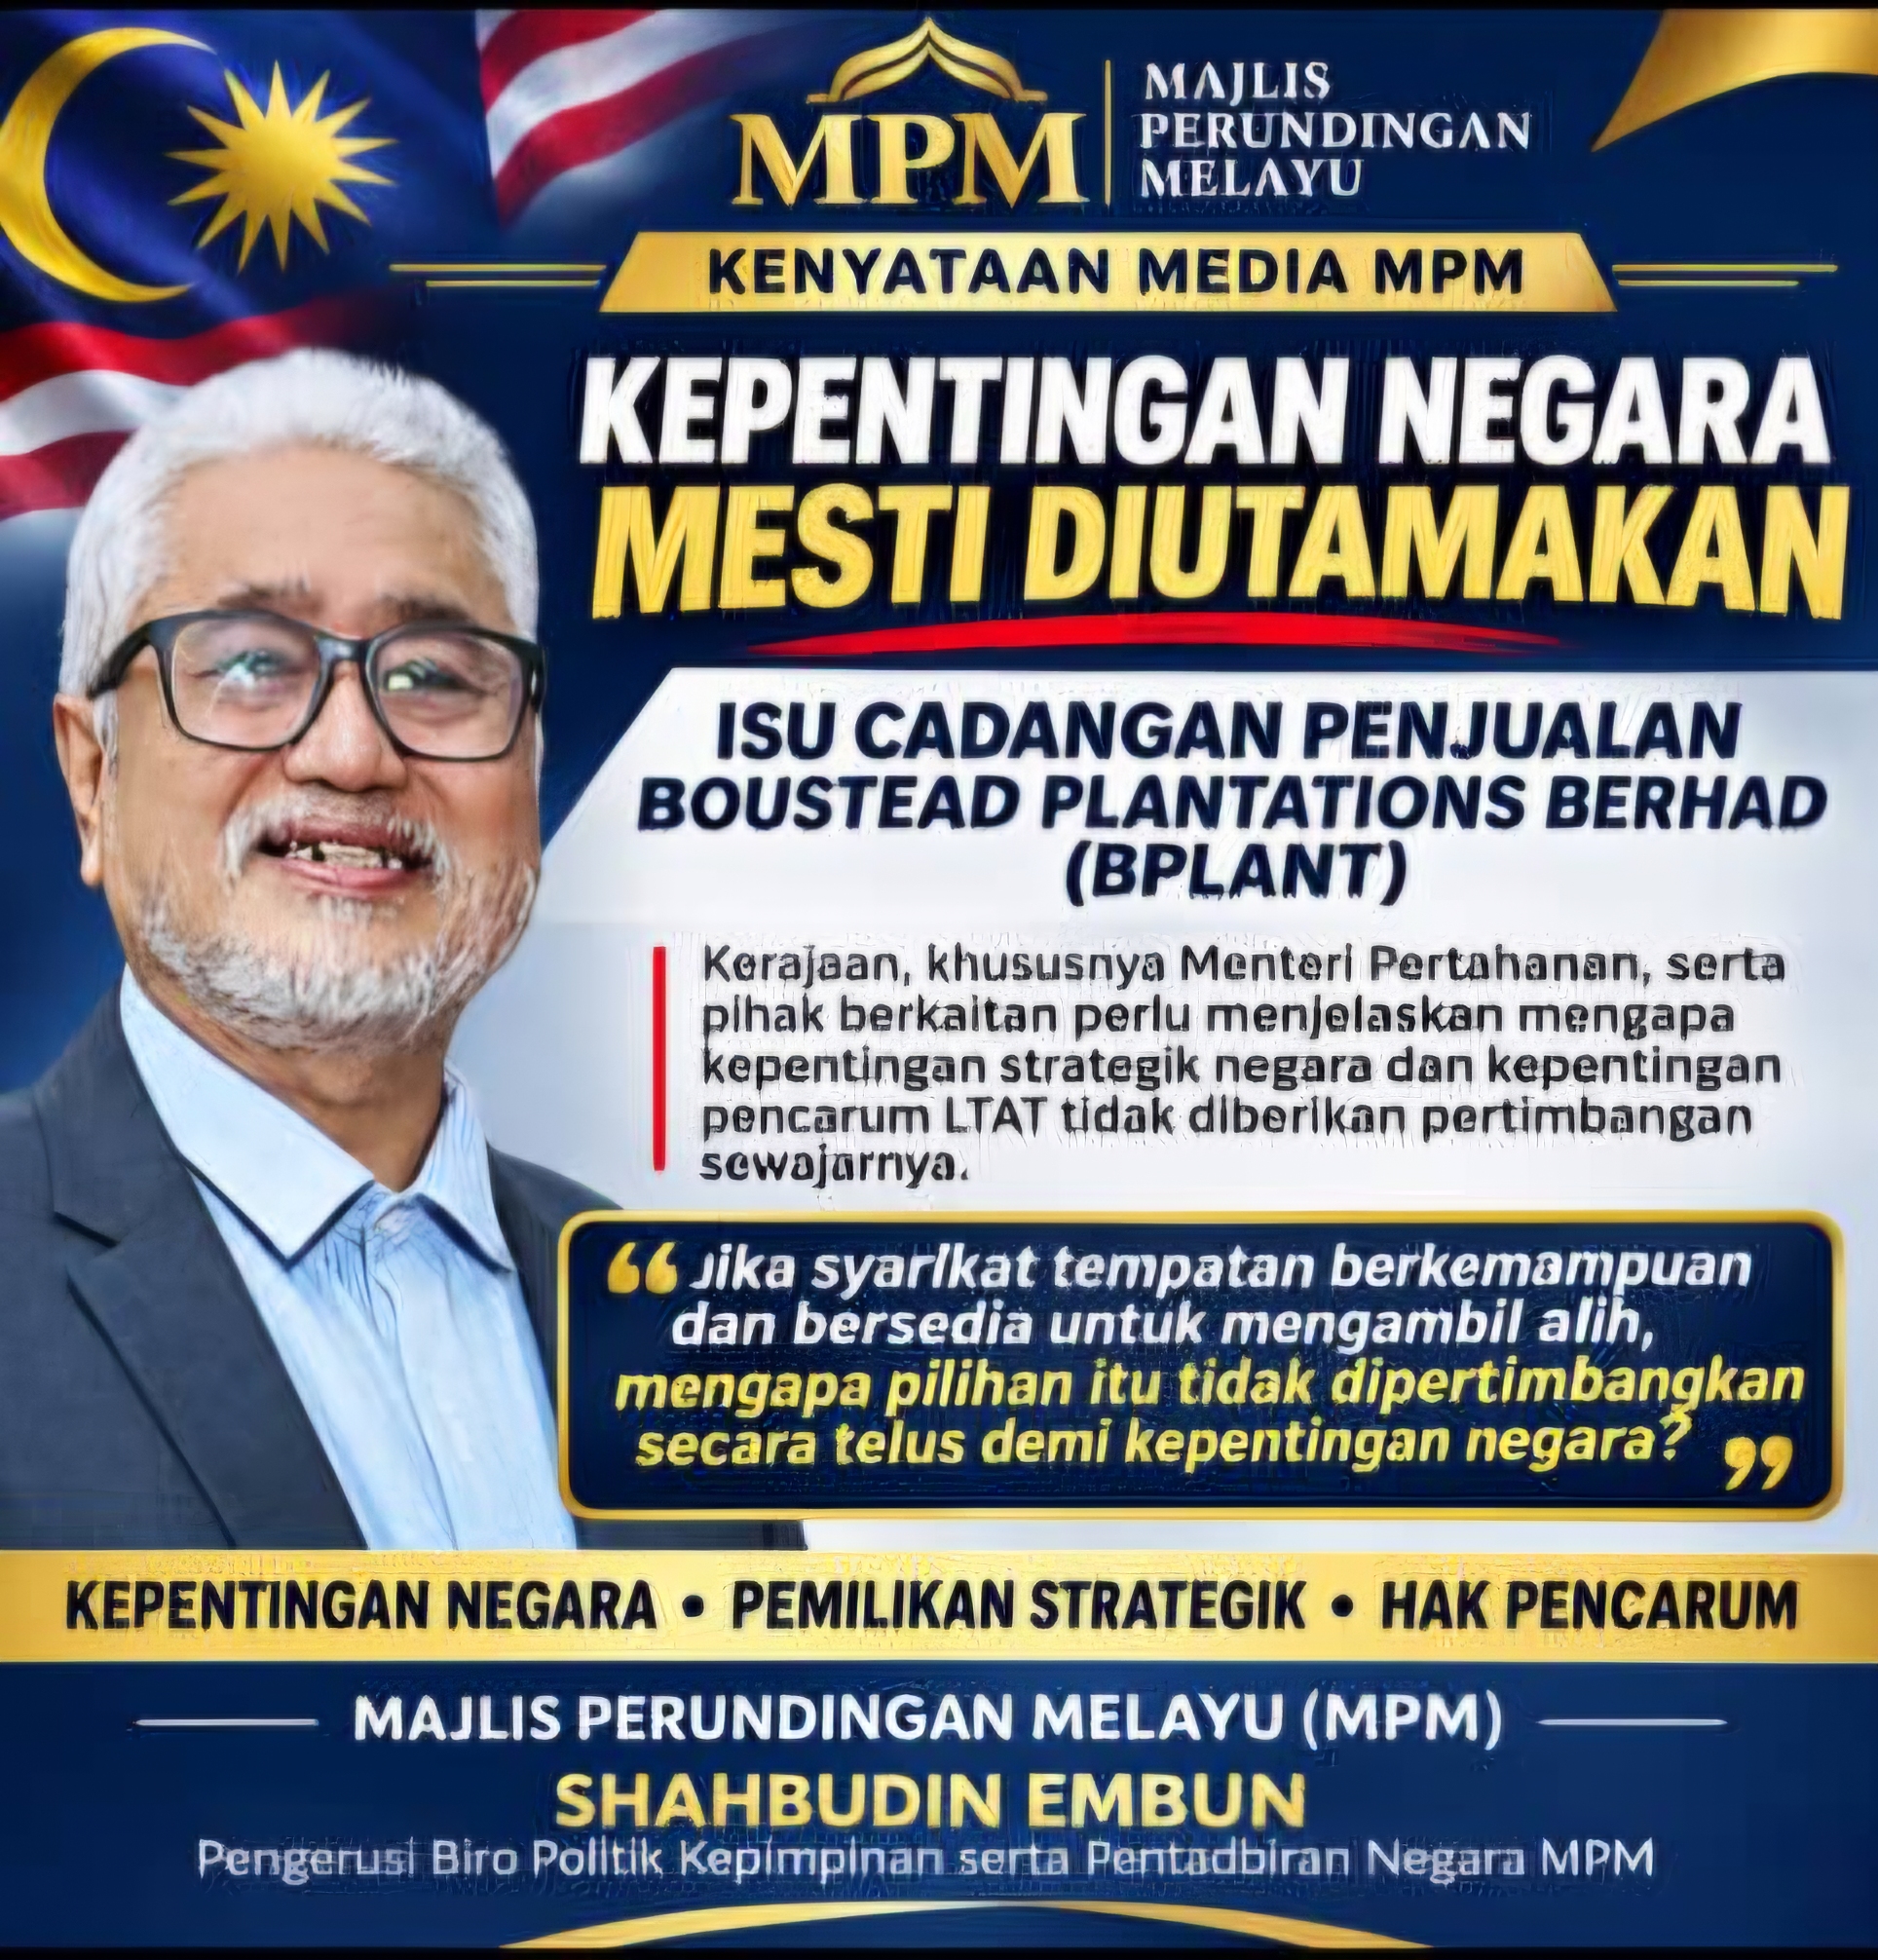 MPM
MAJLIS
PERUNDINGAN
MELAYU
KENYATAAN MEDIA MPM
KEPENTINGAN NEGARA
MESTI DIUTAMAKAN
ISU CADANGAN PENJUALAN
BOUSTEAD PLANTATIONS BERHAD
(BPLANT)
Kerajaan, khususnya Menteri Pertahanan, serta
pihak berkaitan perlu menjelaskan mengapa
kepentingan strategik negara dan kepentingan
pencarum LTAT tidak diberikan pertimbangan
sewajarnya.
“Jika syarikat tempatan berkemampuan
dan bersedia untuk mengambil alih,
mengapa pilihan itu tidak dipertimbangkan
secara telus demi kepentingan negara?”
KEPENTINGAN NEGARA • PEMILIKAN STRATEGIK • HAK PENCARUM
MAJLIS PERUNDINGAN MELAYU (MPM)
SHAHBUDIN EMBUN
Pengerusi Biro Politik Kepimpinan serta Pentadbiran Negara MPM